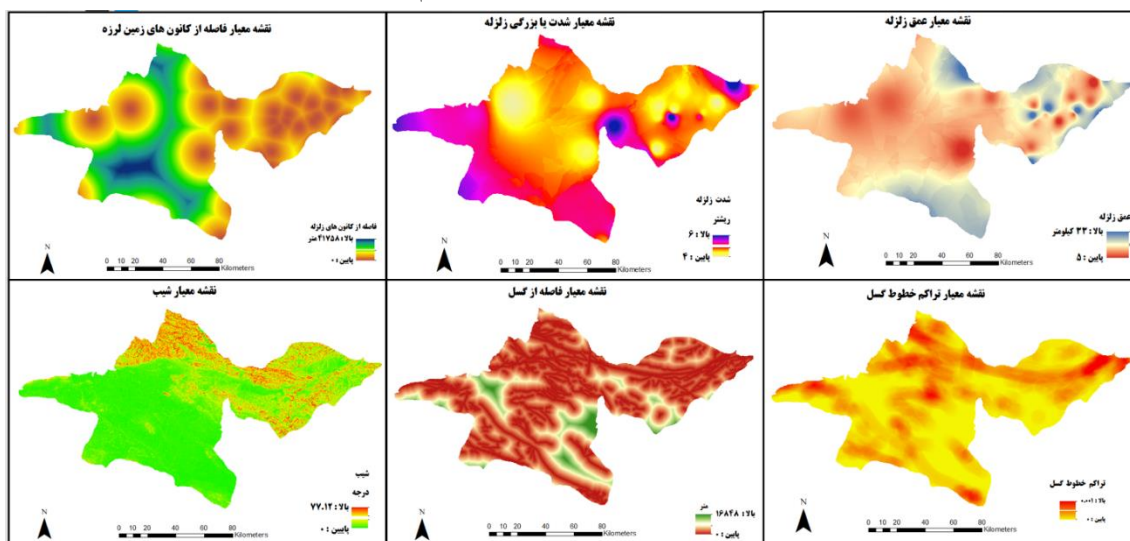 نقشه معیار فاصله از کانون های زمین لرزه
N
فاصله از کانون های زلزله
بالا : ۴۱۷۵۸ متر
پایین : ۰
0 10 20 40 60 80
Kilometers
نقشه معیار شدت یا بزرگی زلزله
N
شدت زلزله
ریشتر
بالا : ۶
پایین : ۴
0 10 20 40 60 80
Kilometers
نقشه معیار عمق زلزله
N
عمق زلزله
بالا : ۳۳ کیلومتر
پایین : ۵
0 10 20 40 60 80
Kilometers
نقشه معیار شیب
N
شیب
درجه
بالا : ۷۷.۱۲
پایین : ۰
0 10 20 40 60 80
Kilometers
نقشه معیار فاصله از گسل
N
متر
بالا : ۱۶۸۴۸
پایین : ۰
0 10 20 40 60 80
Kilometers
نقشه معیار تراکم خطوط گسل
N
تراکم خطوط گسل
بالا : ۰.۰۰۱
پایین : ۰
0 10 20 40 60 80
Kilometers